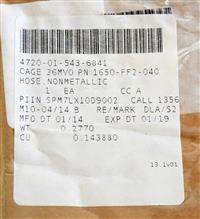 4720-01-543-6841
CAGE 36MVO PN 1650-FF2-040
HOSE,NONMETALLIC
1 EA CC A
PIIN SPM7LX10D9002 CALL 1356
M10-04/14 B RE/MARK DLA/S2
MFD DT 01/14 EXP DT 01/19
WT 0.2770
CU 0.143880
13.1v01